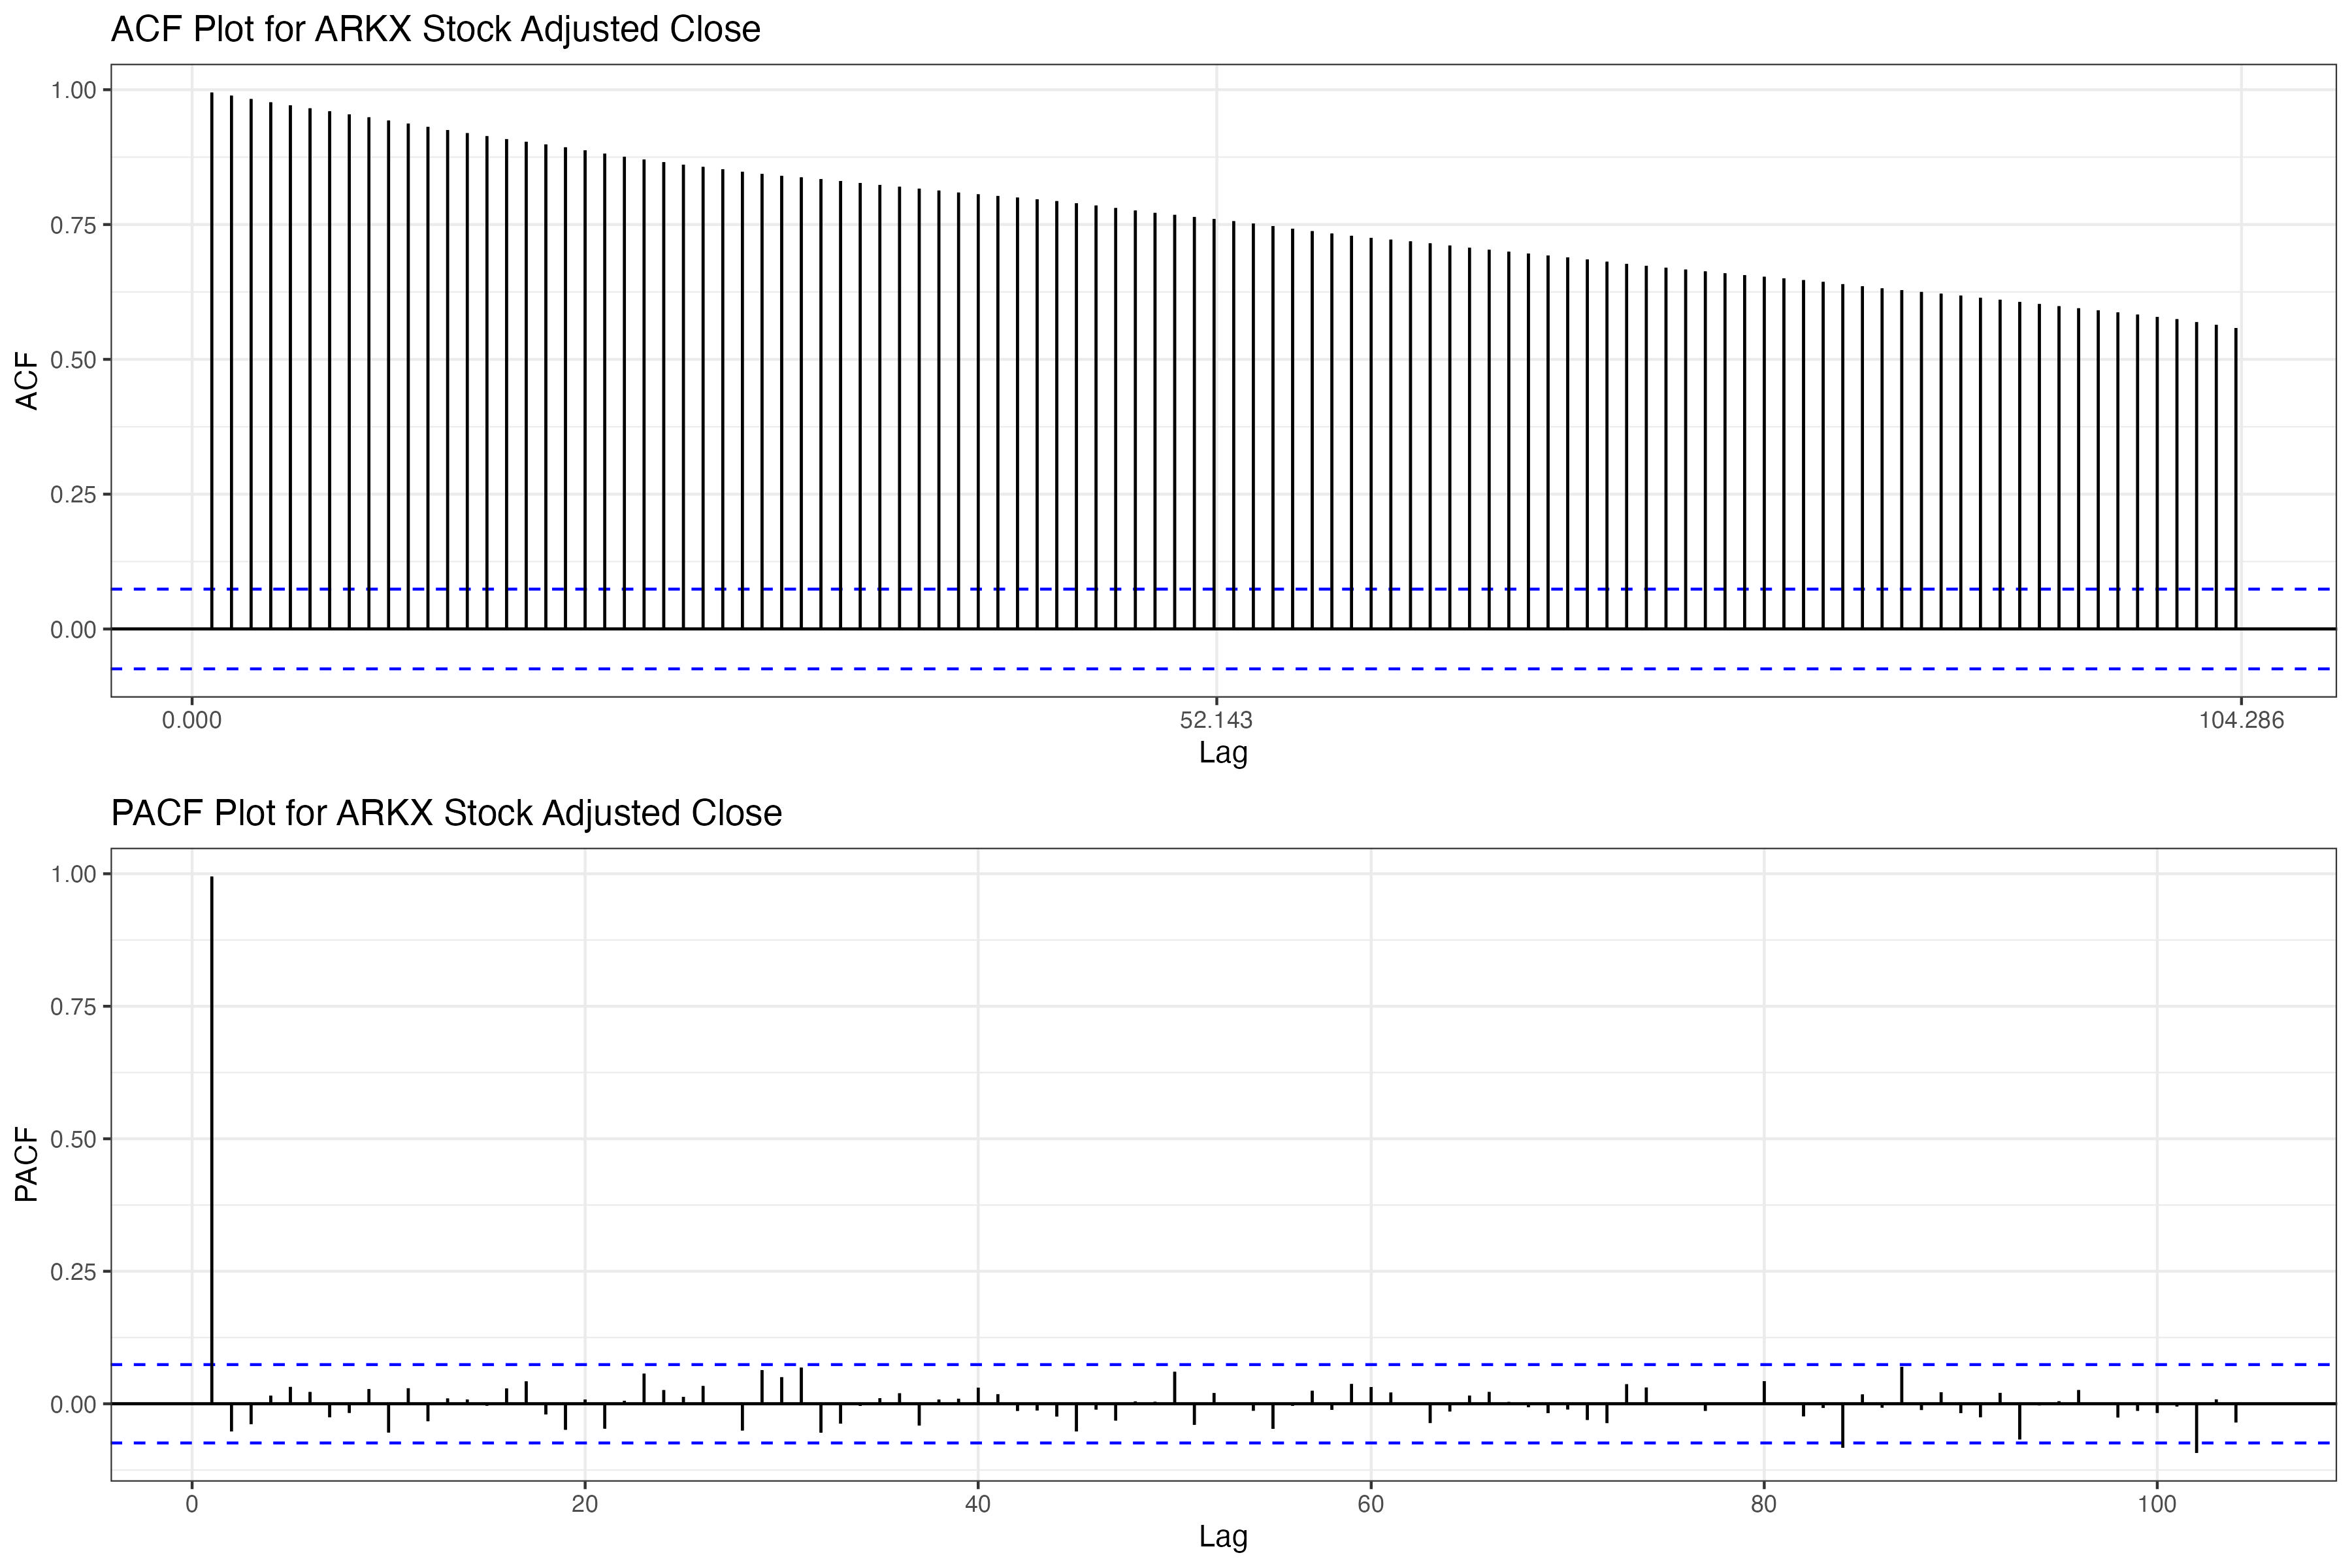 ACF Plot for ARKX Stock Adjusted Close
1.00
0.75
0.50
0.25
0.00
ACF
0.000 52.143 104.286
Lag
PACF Plot for ARKX Stock Adjusted Close
1.00
0.75
0.50
0.25
0.00
PACF
0 20 40 60 80 100
Lag